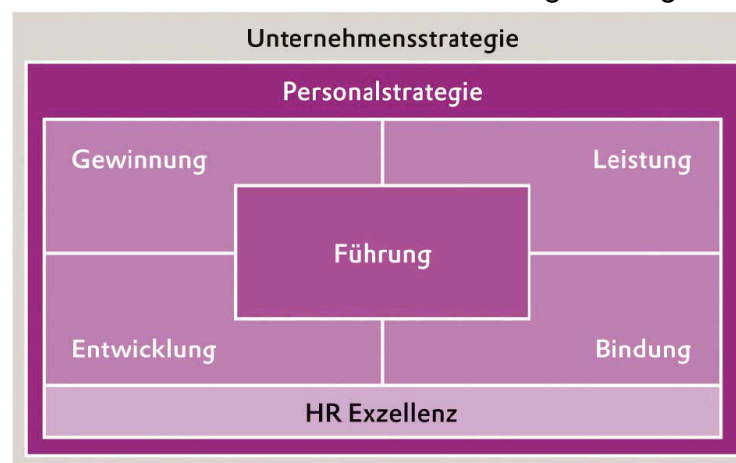 Unternehmensstrategie
Personalstrategie
Gewinnung
Leistung
Führung
Entwicklung
Bindung
HR Exzellenz